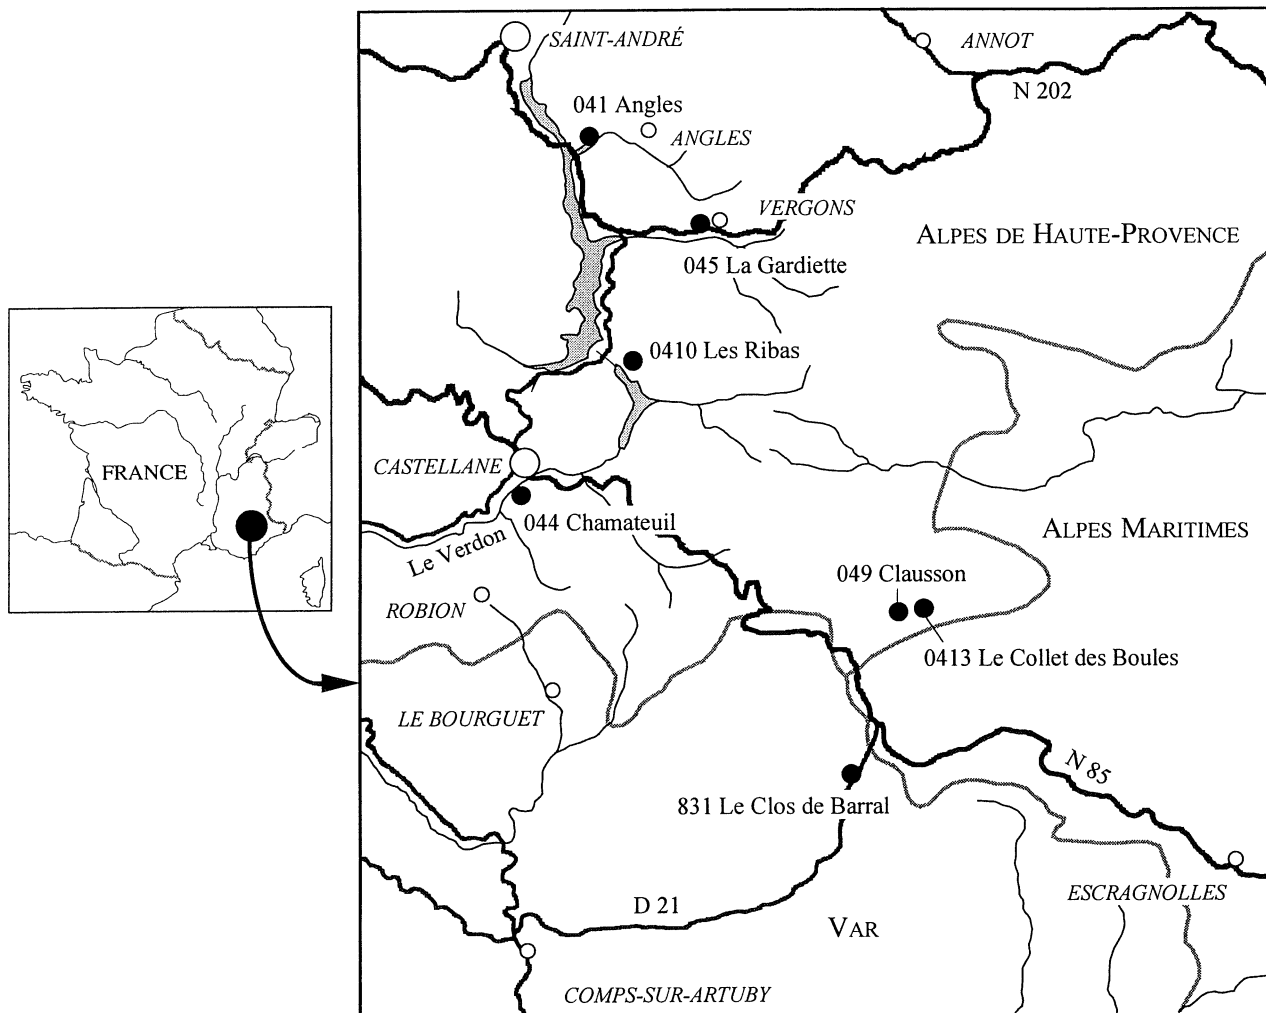 SAINT-ANDRÉ
ANNOT
N 202
041 Angles
ANGLES
VERGONS
ALPES DE HAUTE-PROVENCE
045 La Gardiette
0410 Les Ribas
FRANCE
CASTELLANE
044 Chamateuil
ALPES MARITIMES
Le Verdon
049 Clausson
ROBION
0413 Le Collet des Boules
LE BOURGUET
N 85
831 Le Clos de Barral
ESCRAGNOLLES
D 21
VAR
COMPS-SUR-ARTUBY